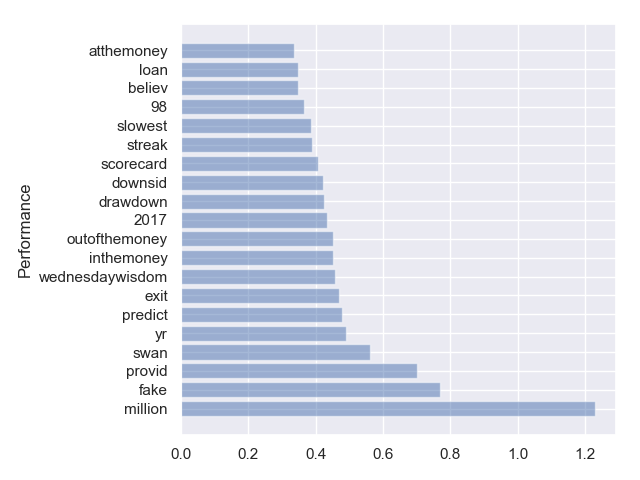 Performance
atthemoney
loan
believ
98
slowest
streak
scorecard
downsid
drawdown
2017
outofthemoney
inthemoney
wednesdaywisdom
exit
predict
yr
swan
provid
fake
million
0.0 0.2 0.4 0.6 0.8 1.0 1.2